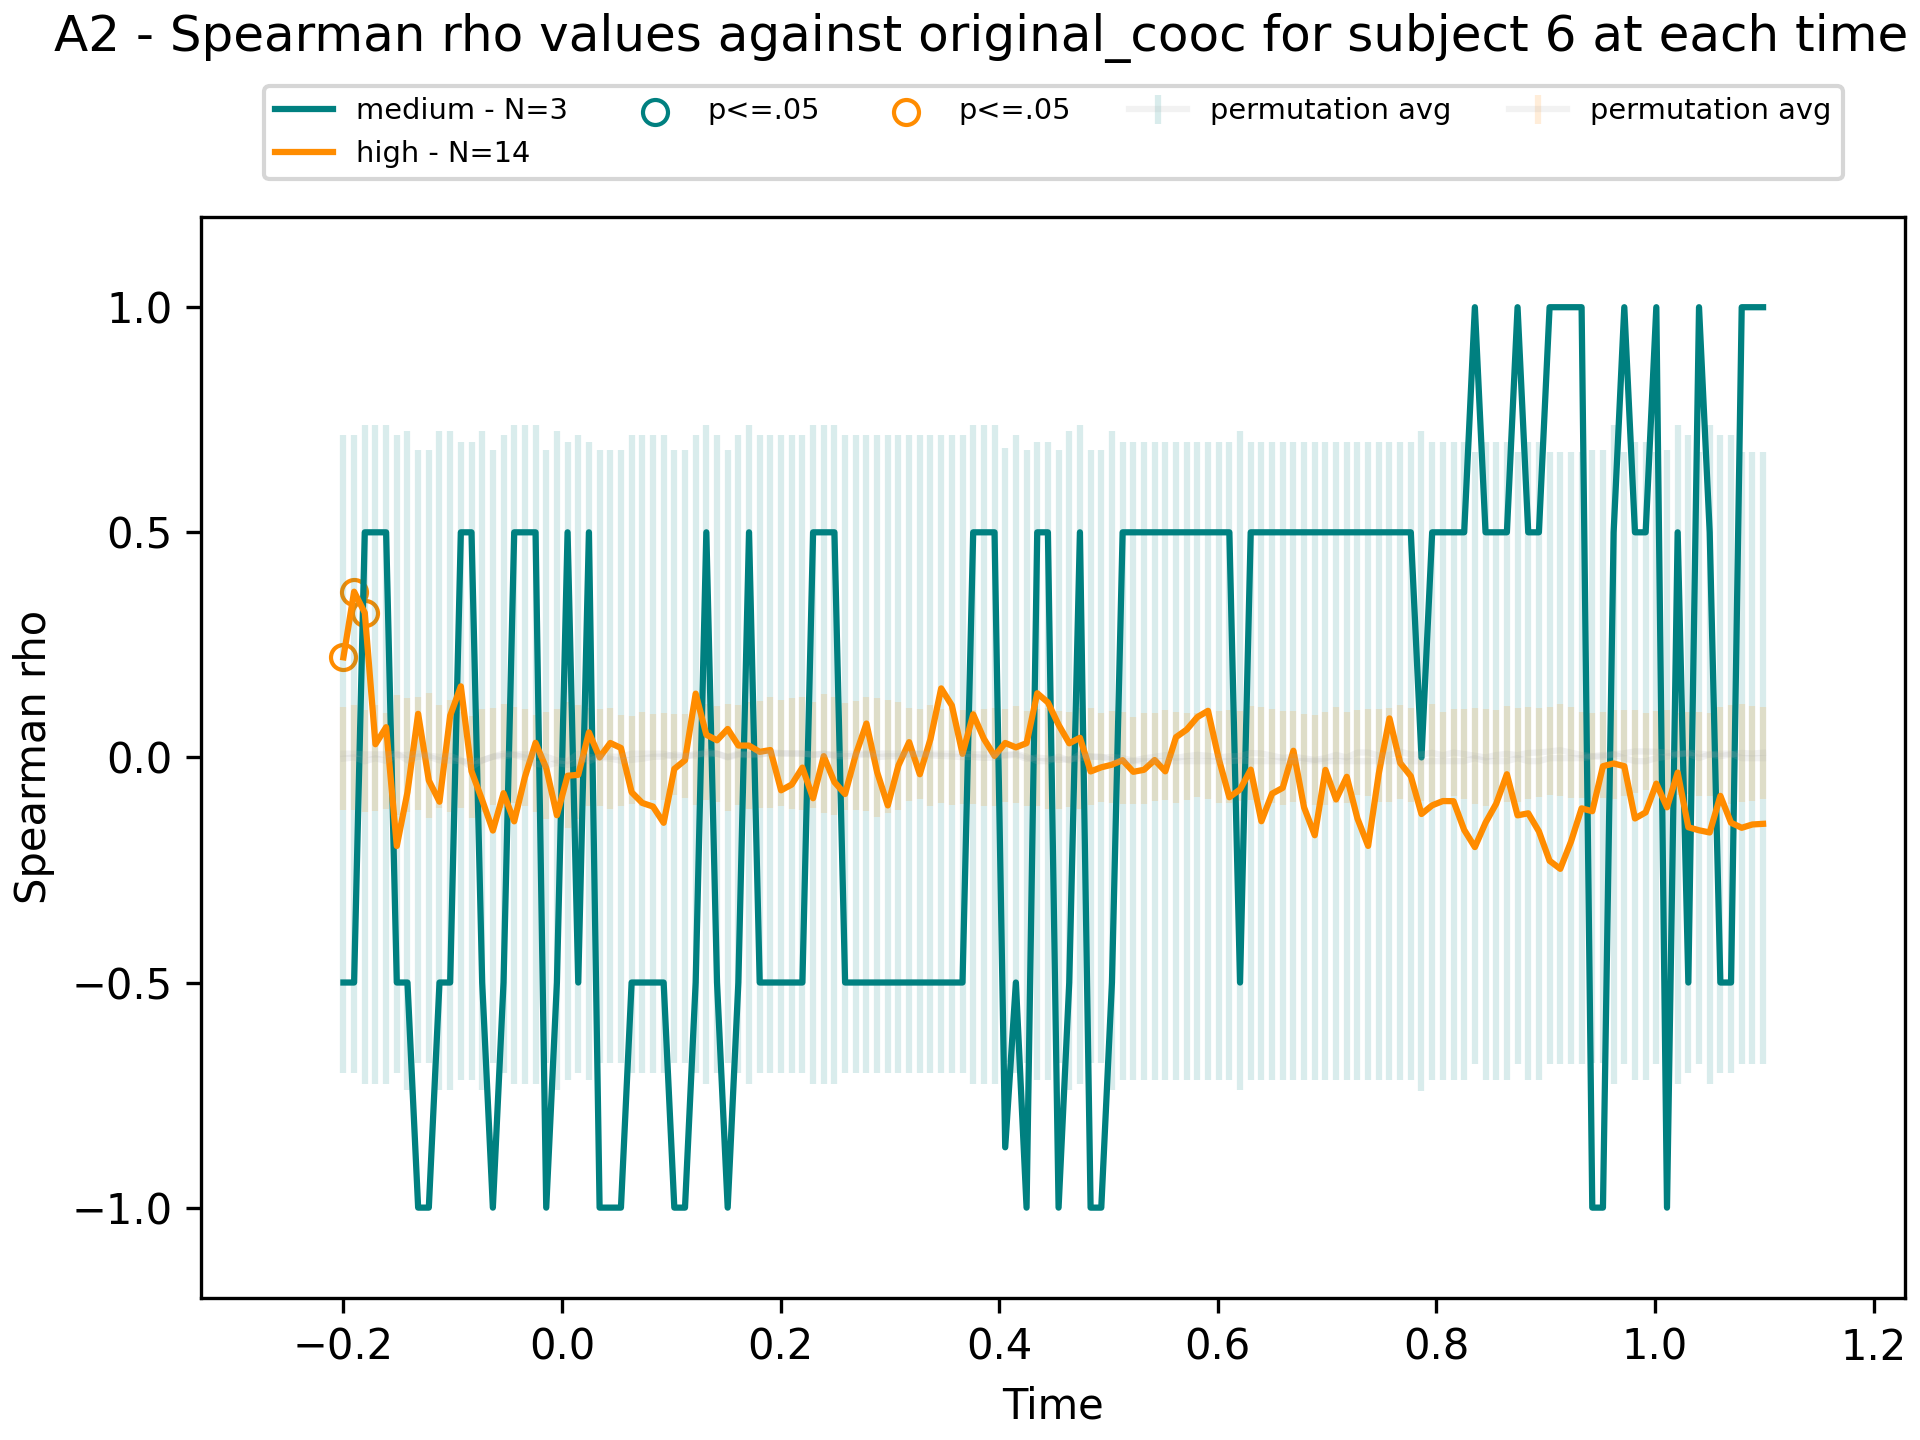 A2 - Spearman rho values against original_cooc for subject 6 at each time
medium - N=3
high - N=14
p<=.05
p<=.05
permutation avg
permutation avg
Spearman rho
1.0
0.5
0.0
−0.5
−1.0
−0.2 0.0 0.2 0.4 0.6 0.8 1.0 1.2
Time